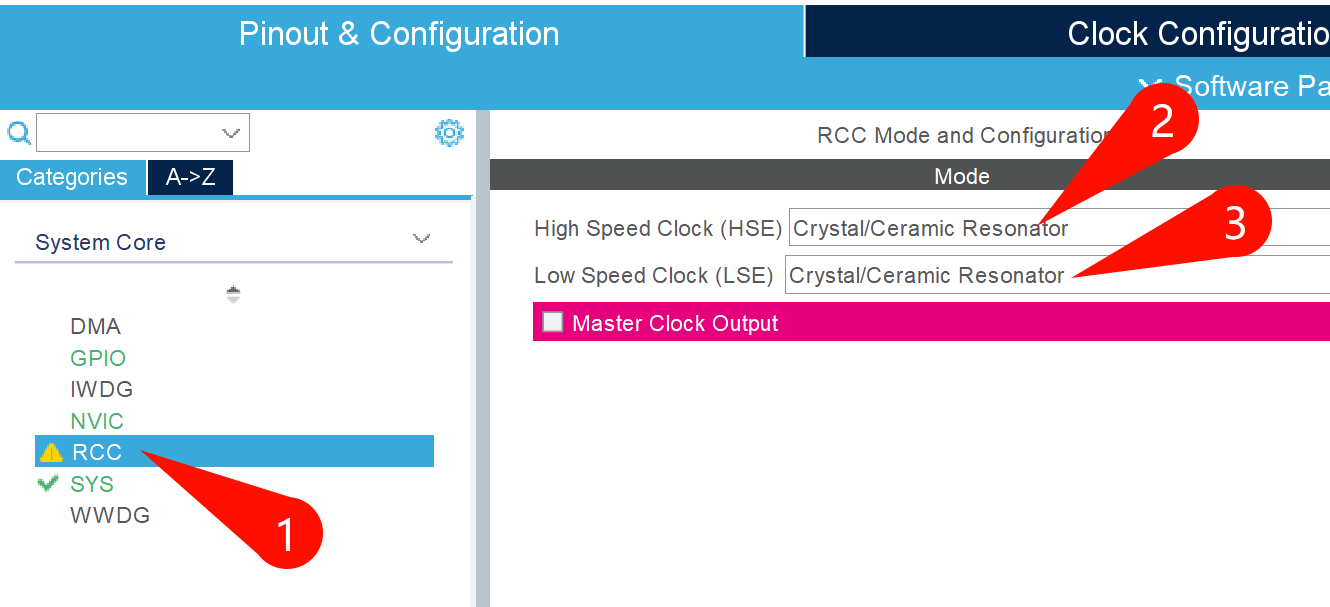 Pinout & Configuration
Clock Configuratio
Software Pa
RCC Mode and Configuration
2
Categories
A->Z
Mode
System Core
High Speed Clock (HSE)
Crystal/Ceramic Resonator
3
Low Speed Clock (LSE)
Crystal/Ceramic Resonator
Master Clock Output
DMA
GPIO
IWDG
NVIC
RCC
SYS
WWDG
1